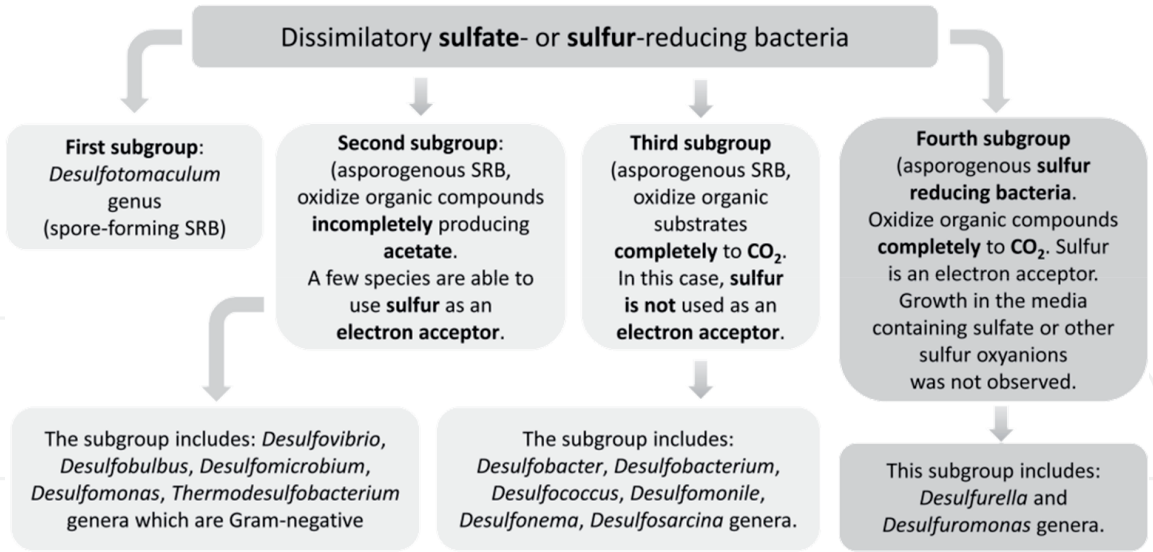 Dissimilatory sulfate- or sulfur-reducing bacteria
First subgroup:
Desulfotomaculum
genus
(spore-forming SRB)
Second subgroup:
(asporogenous SRB,
oxidize organic compounds
incompletely producing
acetate.
A few species are able to
use sulfur as an
electron acceptor.
Third subgroup
(asporogenous SRB,
oxidize organic
substrates
completely to CO₂.
In this case, sulfur
is not used as an
electron acceptor.
Fourth subgroup
(asporogenous sulfur
reducing bacteria.
Oxidize organic compounds
completely to CO₂. Sulfur
is an electron acceptor.
Growth in the media
containing sulfate or other
sulfur oxyanions
was not observed.
The subgroup includes: Desulfovibrio,
Desulfobulbus, Desulfomicrobium,
Desulfomonas, Thermodesulfobacterium
genera which are Gram-negative
The subgroup includes:
Desulfobacter, Desulfobacterium,
Desulfococcus, Desulfomonile,
Desulfonema, Desulfosarcina genera.
This subgroup includes:
Desulfurella and
Desulfuromonas genera.